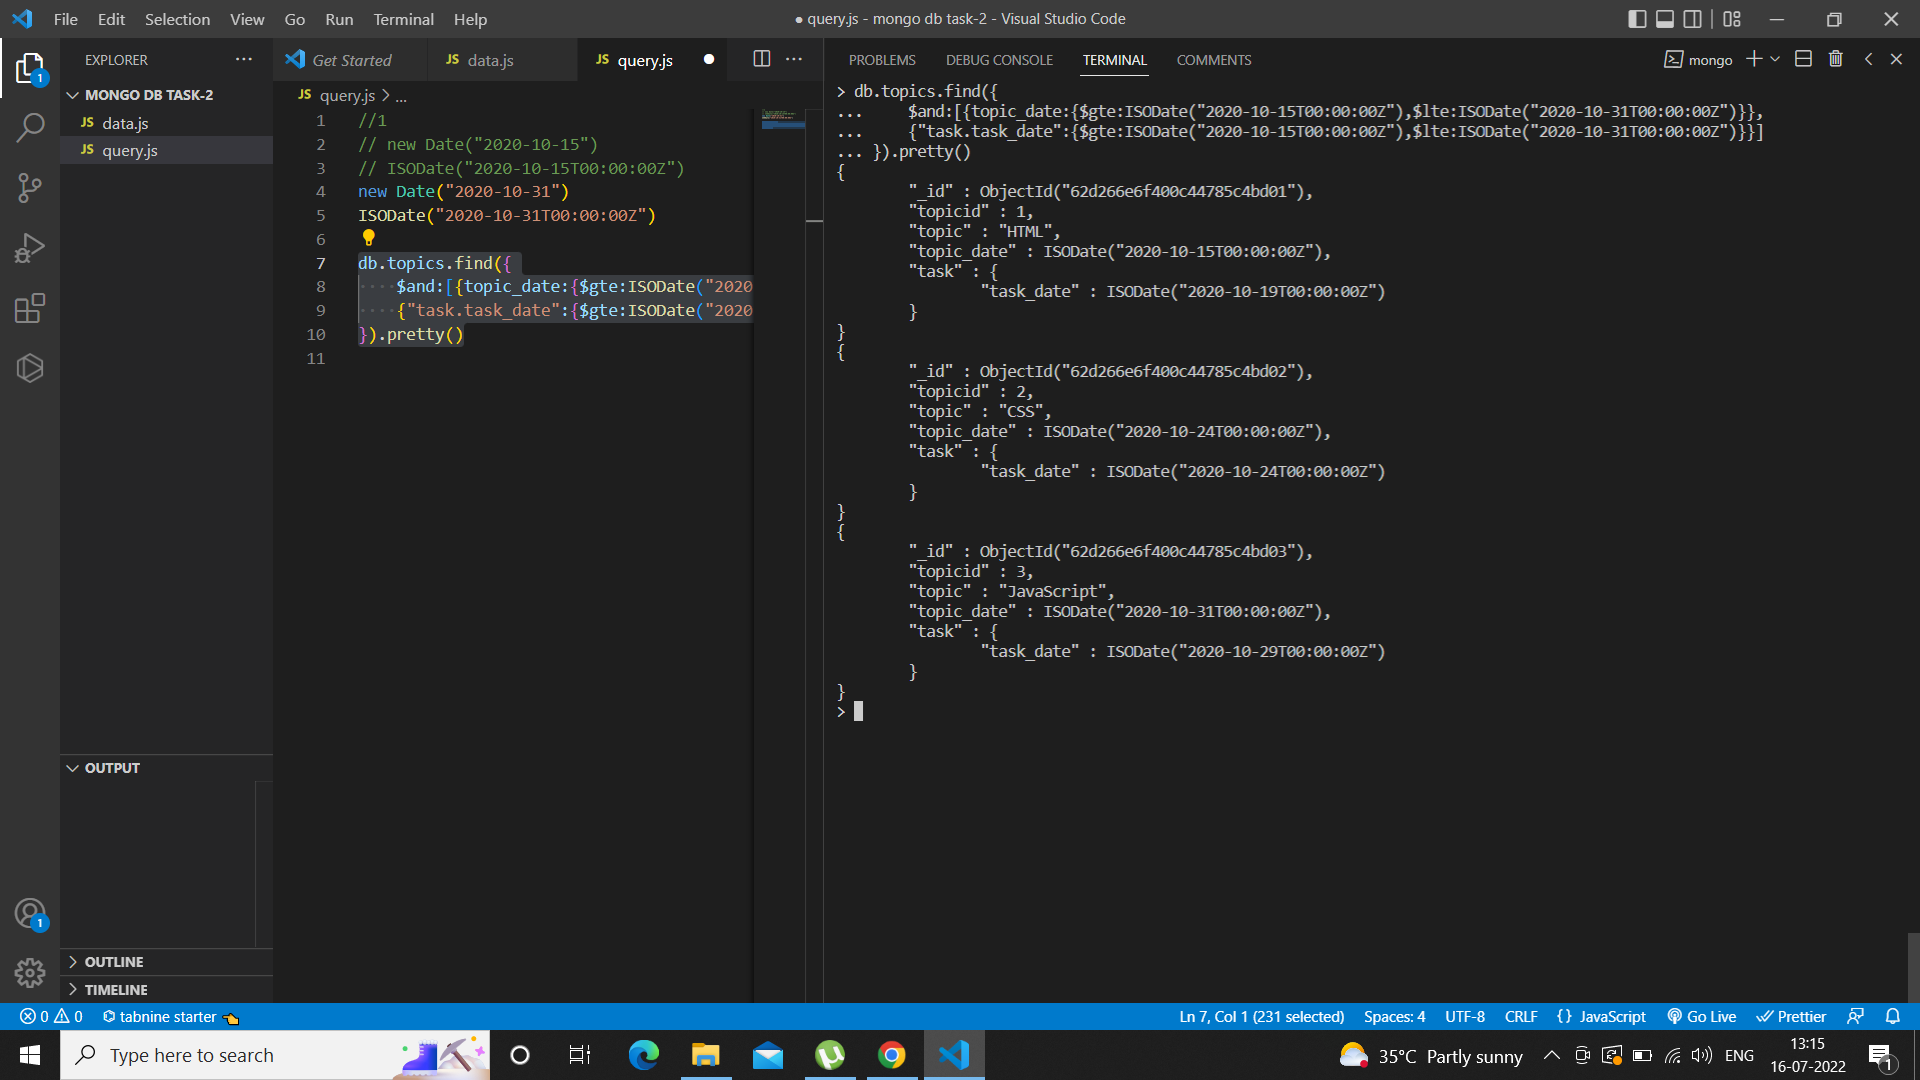 File Edit Selection View Go Run Terminal Help
● query.js - mongo db task-2 - Visual Studio Code
EXPLORER ...
MONGO DB TASK-2
JS data.js
JS query.js
OUTPUT
OUTLINE
TIMELINE
1
1
Get Started
JS data.js
JS query.js ●
JS query.js > ...
1 //1
2 // new Date("2020-10-15")
3 // ISODate("2020-10-15T00:00:00Z")
4 new Date("2020-10-31")
5 ISODate("2020-10-31T00:00:00Z")
6
7 db.topics.find({
8 ····$and:[{topic_date:{$gte:ISODate("2020
9 ····{"task.task_date":{$gte:ISODate("2020
10 }).pretty()
11
PROBLEMS DEBUG CONSOLE TERMINAL COMMENTS
mongo
> db.topics.find({
... $and:[{topic_date:{$gte:ISODate("2020-10-15T00:00:00Z"),$lte:ISODate("2020-10-31T00:00:00Z")}},
... {"task.task_date":{$gte:ISODate("2020-10-15T00:00:00Z"),$lte:ISODate("2020-10-31T00:00:00Z")}}]
... }).pretty()
{
"_id" : ObjectId("62d266e6f400c44785c4bd01"),
"topicid" : 1,
"topic" : "HTML",
"topic_date" : ISODate("2020-10-15T00:00:00Z"),
"task" : {
"task_date" : ISODate("2020-10-19T00:00:00Z")
}
}
{
"_id" : ObjectId("62d266e6f400c44785c4bd02"),
"topicid" : 2,
"topic" : "CSS",
"topic_date" : ISODate("2020-10-24T00:00:00Z"),
"task" : {
"task_date" : ISODate("2020-10-24T00:00:00Z")
}
}
{
"_id" : ObjectId("62d266e6f400c44785c4bd03"),
"topicid" : 3,
"topic" : "JavaScript",
"topic_date" : ISODate("2020-10-31T00:00:00Z"),
"task" : {
"task_date" : ISODate("2020-10-29T00:00:00Z")
}
}
>
0 0 tabnine starter
Ln 7, Col 1 (231 selected) Spaces: 4 UTF-8 CRLF {} JavaScript Go Live Prettier
Type here to search
35°C Partly sunny
ENG
13:15
16-07-2022
1